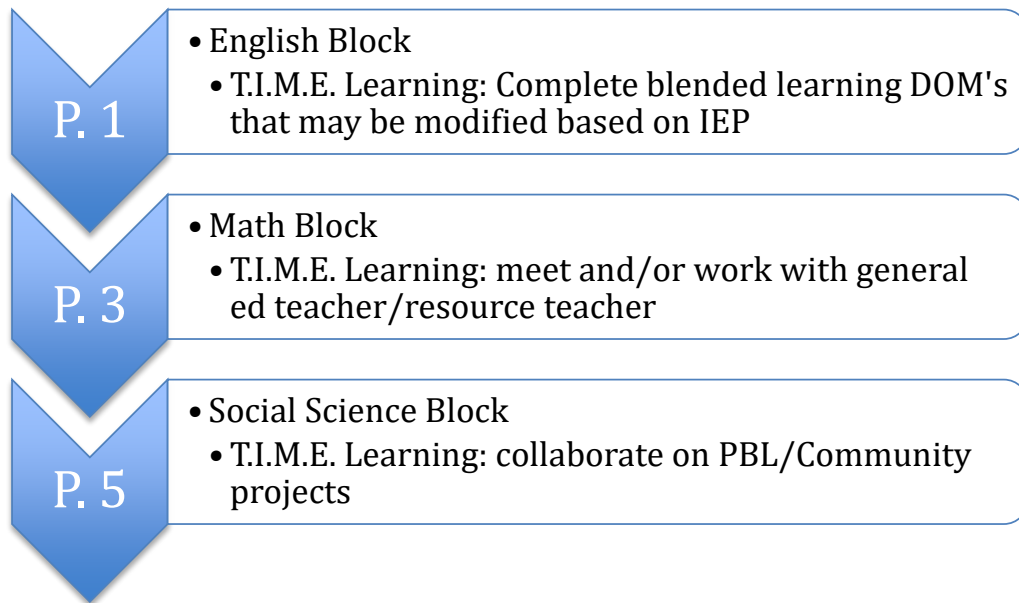 P. 1
• English Block
• T.I.M.E. Learning: Complete blended learning DOM's
that may be modified based on IEP
P. 3
• Math Block
• T.I.M.E. Learning: meet and/or work with general
ed teacher/resource teacher
P. 5
• Social Science Block
• T.I.M.E. Learning: collaborate on PBL/Community
projects